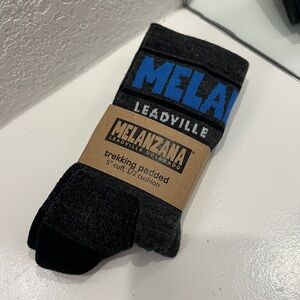 MELA
LEADVILLE
MELANZANA
LEADVILLE COLORADO
trekking padded
5" cuff, 1/2 cushion